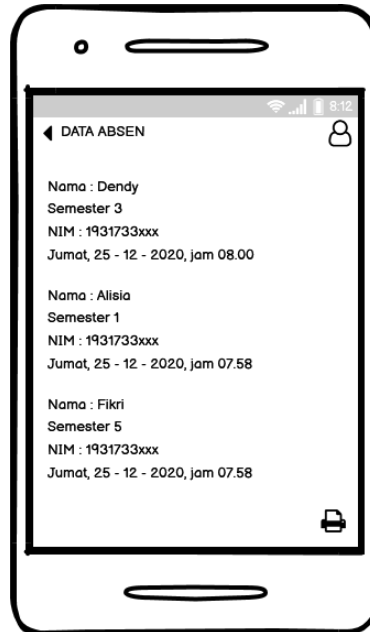 8:12
DATA ABSEN
Nama : Dendy
Semester 3
NIM : 1931733xxx
Jumat, 25 - 12 - 2020, jam 08.00
Nama : Alisia
Semester 1
NIM : 1931733xxx
Jumat, 25 - 12 - 2020, jam 07.58
Nama : Fikri
Semester 5
NIM : 1931733xxx
Jumat, 25 - 12 - 2020, jam 07.58